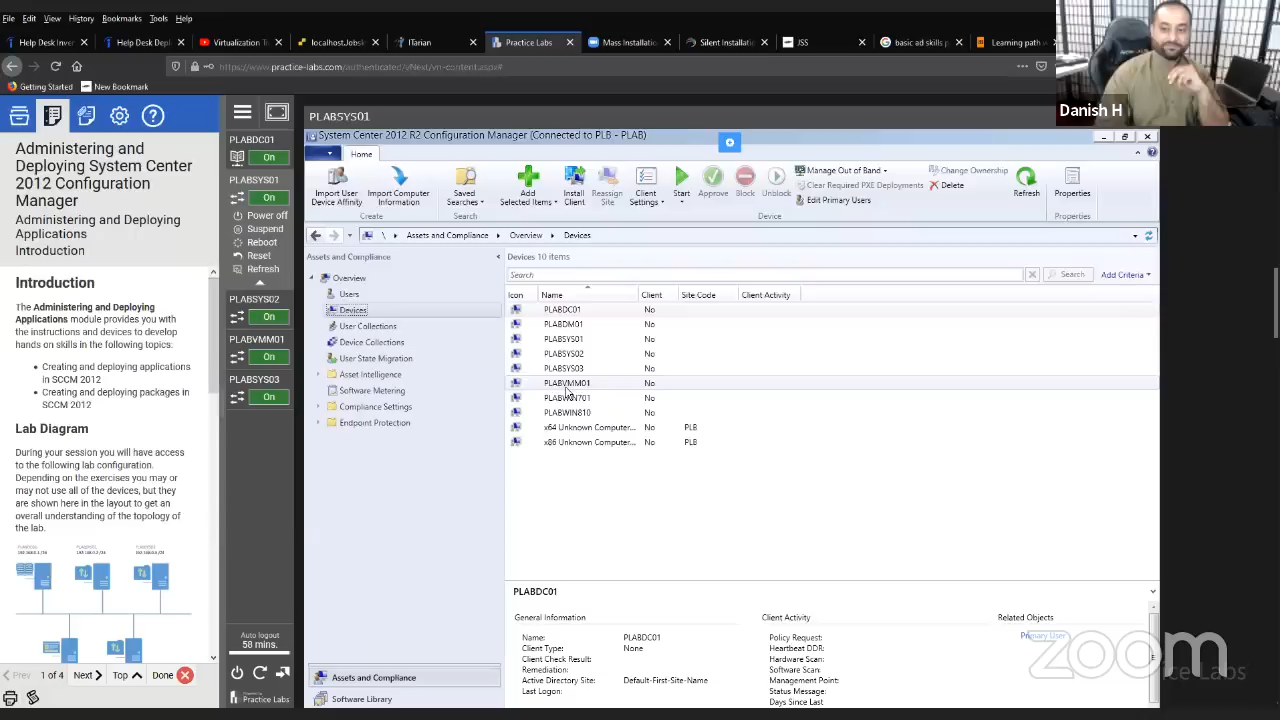 File Edit View History Bookmarks Tools Help
Help Desk Inver
Help Desk Depl
Virtualization T
localhost.Jobsk
ITarian
Practice Labs
Mass Installatio
Silent Installatio
JSS
basic ad skills p
Learning path v
https://www.practice-labs.com/authenticated/vNext/vm-content.aspx#
Getting Started
New Bookmark
Danish H
Administering and
Deploying System Center
2012 Configuration
Manager
Administering and Deploying
Applications
Introduction
Introduction
The Administering and Deploying
Applications module provides you
with the instructions and devices to develop
hands on skills in the following topics:
Creating and deploying applications
in SCCM 2012
Creating and deploying packages in
SCCM 2012
Lab Diagram
During your session you will have access
to the following lab configuration.
Depending on the exercises you may or
may not use all of the devices, but they
are shown here in the layout to get an
overall understanding of the topology of
the lab.
Prev
1 of 4
Next
Top
Done
PLABDC01
On
PLABSYS01
On
Power off
Suspend
Reboot
Reset
Refresh
PLABSYS02
On
PLABVMM01
On
PLABSYS03
On
Auto logout
58 mins.
Practice Labs
PLABSYS01
System Center 2012 R2 Configuration Manager (Connected to PLB - PLAB)
Home
Import User
Device Affinity
Import Computer
Information
Create
Saved
Searches
Search
Add
Selected Items
Install
Client
Reassign
Site
Client
Settings
Start
Approve
Block
Unblock
Manage Out of Band
Clear Required PXE Deployments
Edit Primary Users
Change Ownership
Delete
Device
Refresh
Properties
Properties
\ Assets and Compliance Overview Devices
Assets and Compliance
Overview
Users
Devices
User Collections
Device Collections
User State Migration
Asset Intelligence
Software Metering
Compliance Settings
Endpoint Protection
Assets and Compliance
Software Library
Devices 10 items
Search
Search
Add Criteria
Icon Name Client Site Code Client Activity
PLABDC01 No
PLABDM01 No
PLABSYS01 No
PLABSYS02 No
PLABSYS03 No
PLABVMM01 No
PLABWIN701 No
PLABWIN810 No
x64 Unknown Computer... No PLB
x86 Unknown Computer... No PLB
PLABDC01
General Information
Name: PLABDC01
Client Type: None
Client Check Result:
Remediation:
Active Directory Site: Default-First-Site-Name
Last Logon:
Client Activity
Policy Request:
Heartbeat DDR:
Hardware Scan:
Software Scan:
Management Point:
Status Message:
Days Since Last
Related Objects
Primary User
zoom